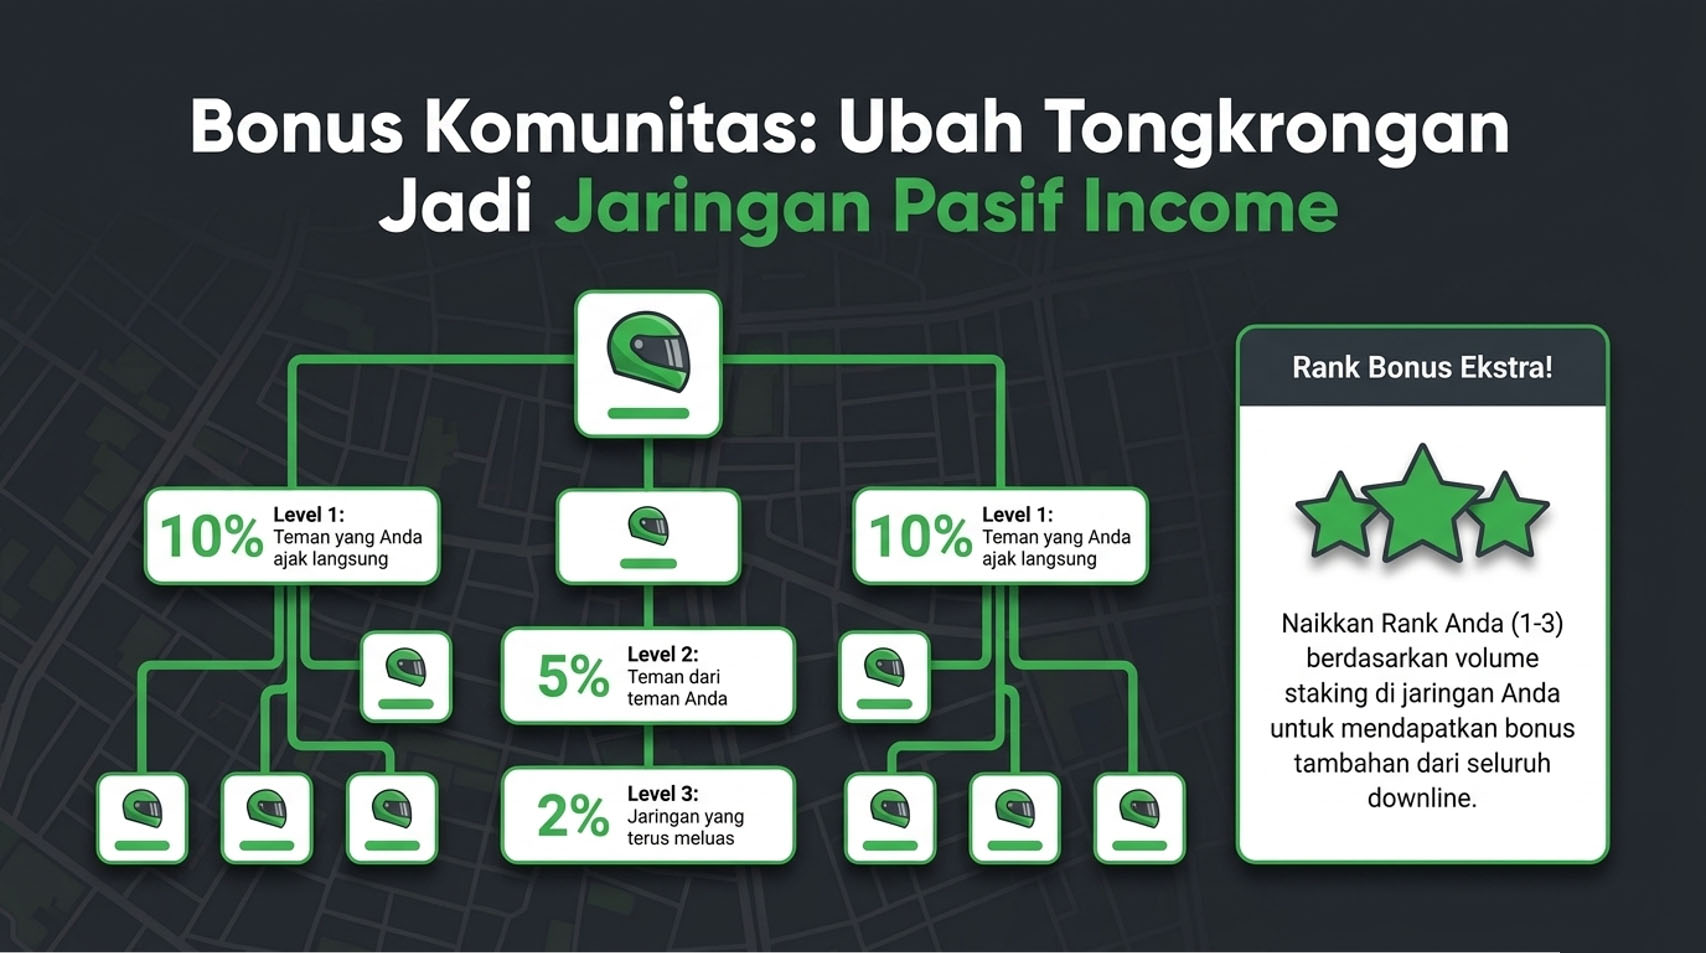 Bonus Komunitas: Ubah Tongkrongan
Jadi Jaringan Pasif Income
10%
Level 1:
Teman yang Anda
ajak langsung
10%
Level 1:
Teman yang Anda
ajak langsung
5%
Level 2:
Teman dari
teman Anda
2%
Level 3:
Jaringan yang
terus meluas
Rank Bonus Ekstra!
Naikkan Rank Anda (1-3)
berdasarkan volume
staking di jaringan Anda
untuk mendapatkan bonus
tambahan dari seluruh
downline.